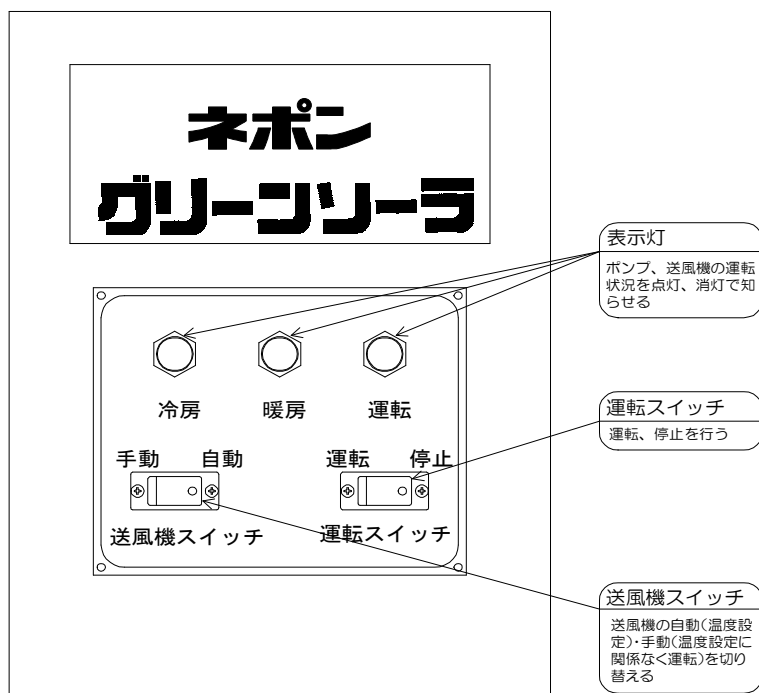 ネポン
グリーンソーラ
冷房 暖房 運転
手動 自動 運転 停止
送風機スイッチ 運転スイッチ
表示灯
ポンプ、送風機の運転
状況を点灯、消灯で知
らせる
運転スイッチ
運転、停止を行う
送風機スイッチ
送風機の自動(温度設
定)・手動(温度設定に
関係なく運転)を切り
替える